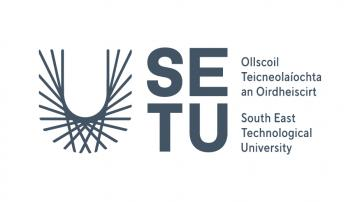 SE
TU
Ollscoil
Teicneolaíochta
an Oirdheiscirt
South East
Technological
University